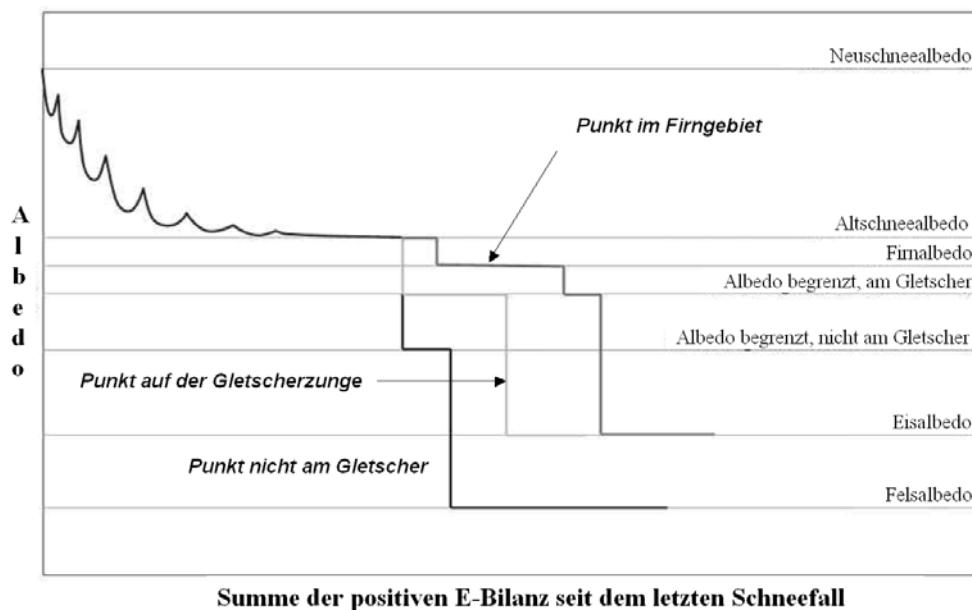 Neuschneealbedo
Punkt im Firngebiet
Albedo
Altschneealbedo
Firnalbedo
Albedo begrenzt, am Gletscher
Albedo begrenzt, nicht am Gletscher
Punkt auf der Gletscherzunge
Eisalbedo
Punkt nicht am Gletscher
Felsalbedo
Summe der positiven E-Bilanz seit dem letzten Schneefall